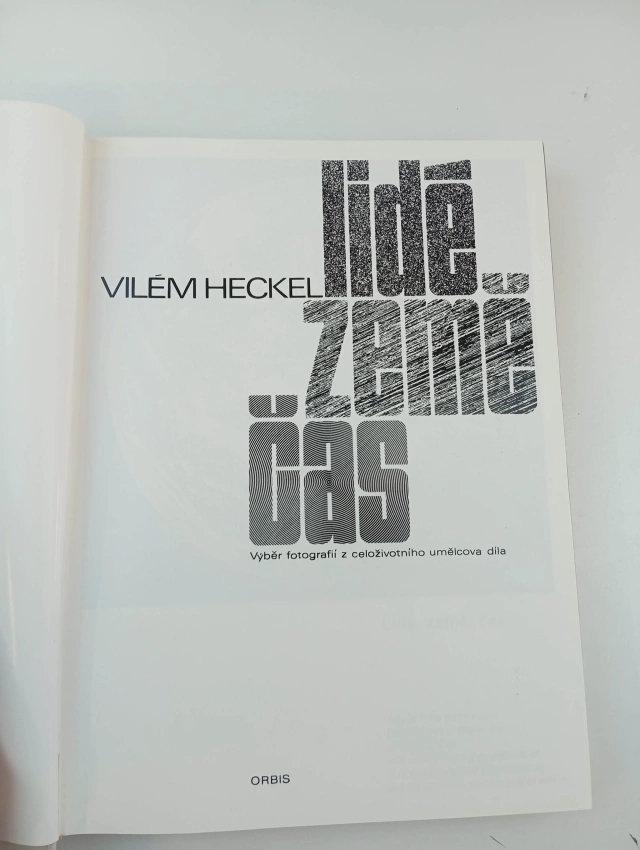 lidé
VILÉM HECKEL
země
čas
Výběr fotografií z celoživotního umělcova díla
ORBIS